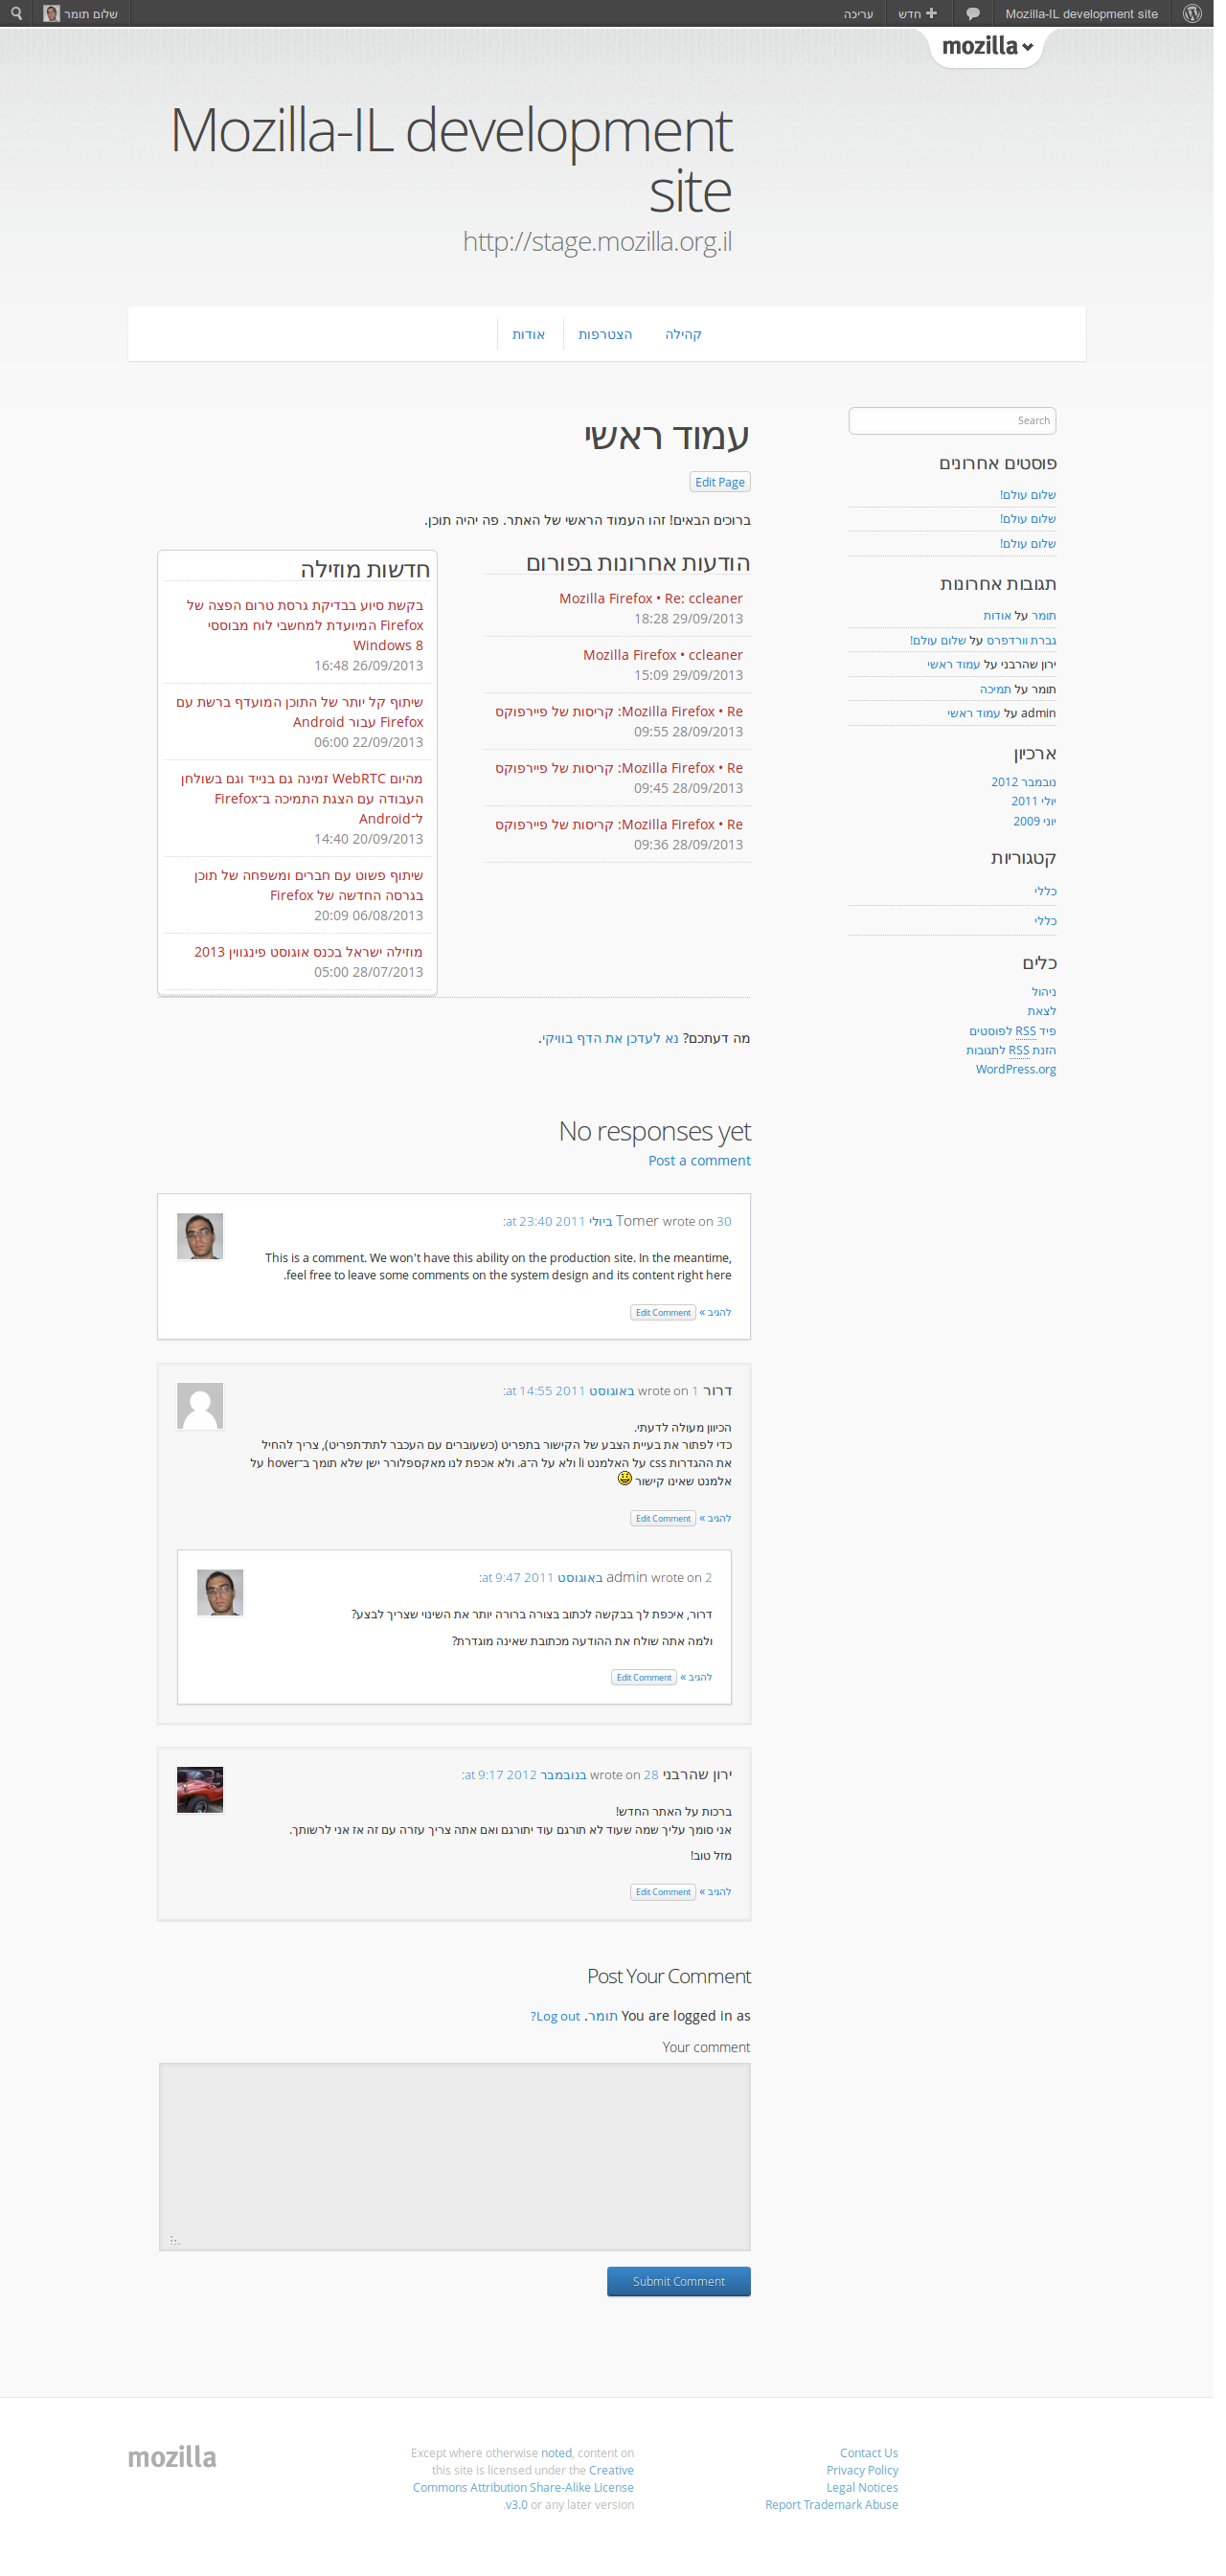 Mozilla-IL development site
חדש
עריכה
שלום תומר
mozilla
Mozilla-IL development
site
http://stage.mozilla.org.il
קהילה
הצטרפות
אודות
Search
פוסטים אחרונים
שלום עולם!
שלום עולם!
שלום עולם!
תגובות אחרונות
תומר על אודות
גברת וורדפרס על שלום עולם!
ירון שהרבני על עמוד ראשי
תומר על תמיכה
admin על עמוד ראשי
ארכיון
נובמבר 2012
יולי 2011
יוני 2009
קטגוריות
כללי
כללי
כלים
ניהול
לצאת
פיד RSS לפוסטים
הזנת RSS לתגובות
WordPress.org
עמוד ראשי
Edit Page
ברוכים הבאים! זהו העמוד הראשי של האתר. פה יהיה תוכן.
הודעות אחרונות בפורום
Mozilla Firefox • Re: ccleaner
18:28 29/09/2013
Mozilla Firefox • ccleaner
15:09 29/09/2013
Mozilla Firefox • Re: קריסות של פיירפוקס
09:55 28/09/2013
Mozilla Firefox • Re: קריסות של פיירפוקס
09:45 28/09/2013
Mozilla Firefox • Re: קריסות של פיירפוקס
09:36 28/09/2013
חדשות מוזילה
בקשת סיוע בבדיקת גרסת טרום הפצה של
Firefox המיועדת למחשבי לוח מבוססי
Windows 8
16:48 26/09/2013
שיתוף קל יותר של התוכן המועדף ברשת עם
Firefox עבור Android
06:00 22/09/2013
מהיום WebRTC זמינה גם בנייד וגם בשולחן
העבודה עם הצגת התמיכה ב־Firefox
ל־Android
14:40 20/09/2013
שיתוף פשוט עם חברים ומשפחה של תוכן
בגרסה החדשה של Firefox
20:09 06/08/2013
מוזילה ישראל בכנס אוגוסט פינגווין 2013
05:00 28/07/2013
מה דעתכם? נא לעדכן את הדף בוויקי.
No responses yet
Post a comment
Tomer wrote on 30 ביולי 2011 at 23:40:
This is a comment. We won't have this ability on the production site. In the meantime,
feel free to leave some comments on the system design and its content right here.
להגיב »
Edit Comment
דרור wrote on 1 באוגוסט 2011 at 14:55:
הכיוון מעולה לדעתי.
כדי לפתור את בעיית הצבע של הקישור בתפריט (כשעוברים עם העכבר לתת־תפריט), צריך להחיל
את ההגדרות css על האלמנט li ולא על ה־a. ולא אכפת לנו מאקספלורר ישן שלא תומך ב־hover על
אלמנט שאינו קישור
להגיב »
Edit Comment
admin wrote on 2 באוגוסט 2011 at 9:47:
דרור, איכפת לך בבקשה לכתוב בצורה ברורה יותר את השינוי שצריך לבצע?
ולמה אתה שולח את ההודעה מכתובת שאינה מוגדרת?
להגיב »
Edit Comment
ירון שהרבני wrote on 28 בנובמבר 2012 at 9:17:
ברכות על האתר החדש!
אני סומך עליך שמה שעוד לא תורגם עוד יתורגם ואם אתה צריך עזרה עם זה אז אני לרשותך.
מזל טוב!
להגיב »
Edit Comment
Post Your Comment
You are logged in as תומר. Log out?
Your comment
Submit Comment
Contact Us
Privacy Policy
Legal Notices
Report Trademark Abuse
Except where otherwise noted, content on
this site is licensed under the Creative
Commons Attribution Share-Alike License
v3.0 or any later version.
mozilla